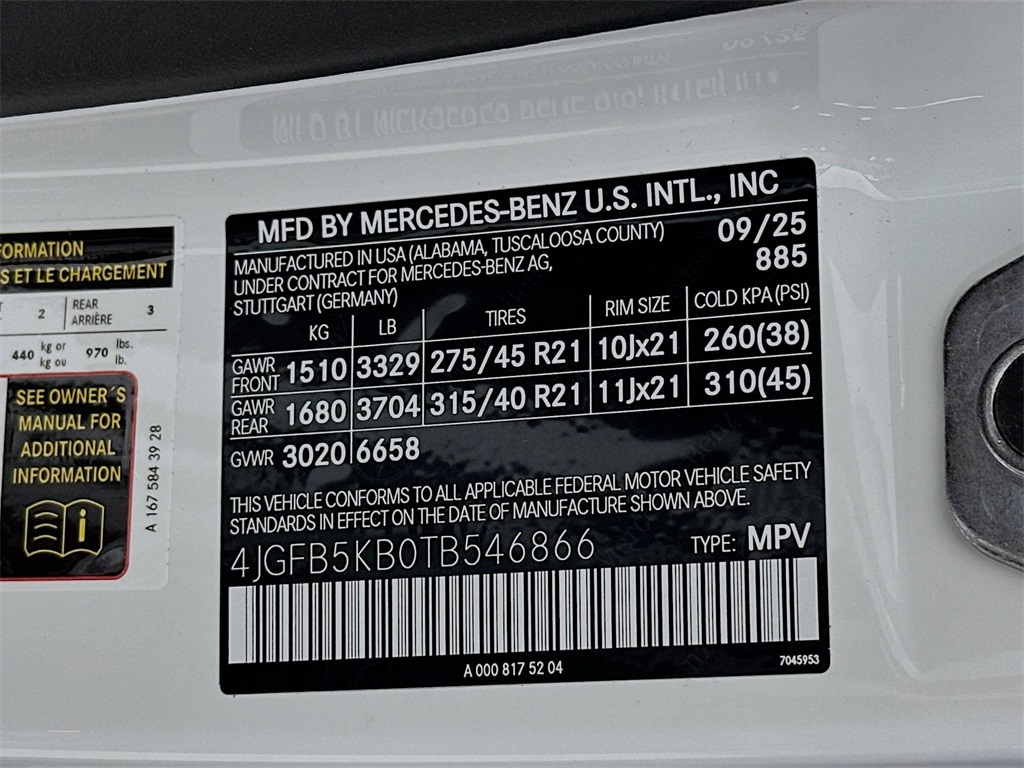 MFD BY MERCEDES-BENZ U.S. INTL., INC
MANUFACTURED IN USA (ALABAMA, TUSCALOOSA COUNTY) 09/25
UNDER CONTRACT FOR MERCEDES-BENZ AG, 885
STUTTGART (GERMANY)
KG LB TIRES RIM SIZE COLD KPA (PSI)
GAWR FRONT 1510 3329 275/45 R21 10Jx21 260(38)
GAWR REAR 1680 3704 315/40 R21 11Jx21 310(45)
GVWR 3020 6658
THIS VEHICLE CONFORMS TO ALL APPLICABLE FEDERAL MOTOR VEHICLE SAFETY
STANDARDS IN EFFECT ON THE DATE OF MANUFACTURE SHOWN ABOVE.
4JGFB5KB0TB546866 TYPE: MPV
A 000 817 52 04 7045953
FORMATION
S ET LE CHARGEMENT
2 REAR ARRIÈRE 3
440 kg or kg ou 970 lbs. lb.
SEE OWNER´S
MANUAL FOR
ADDITIONAL
INFORMATION
A 167 584 39 28